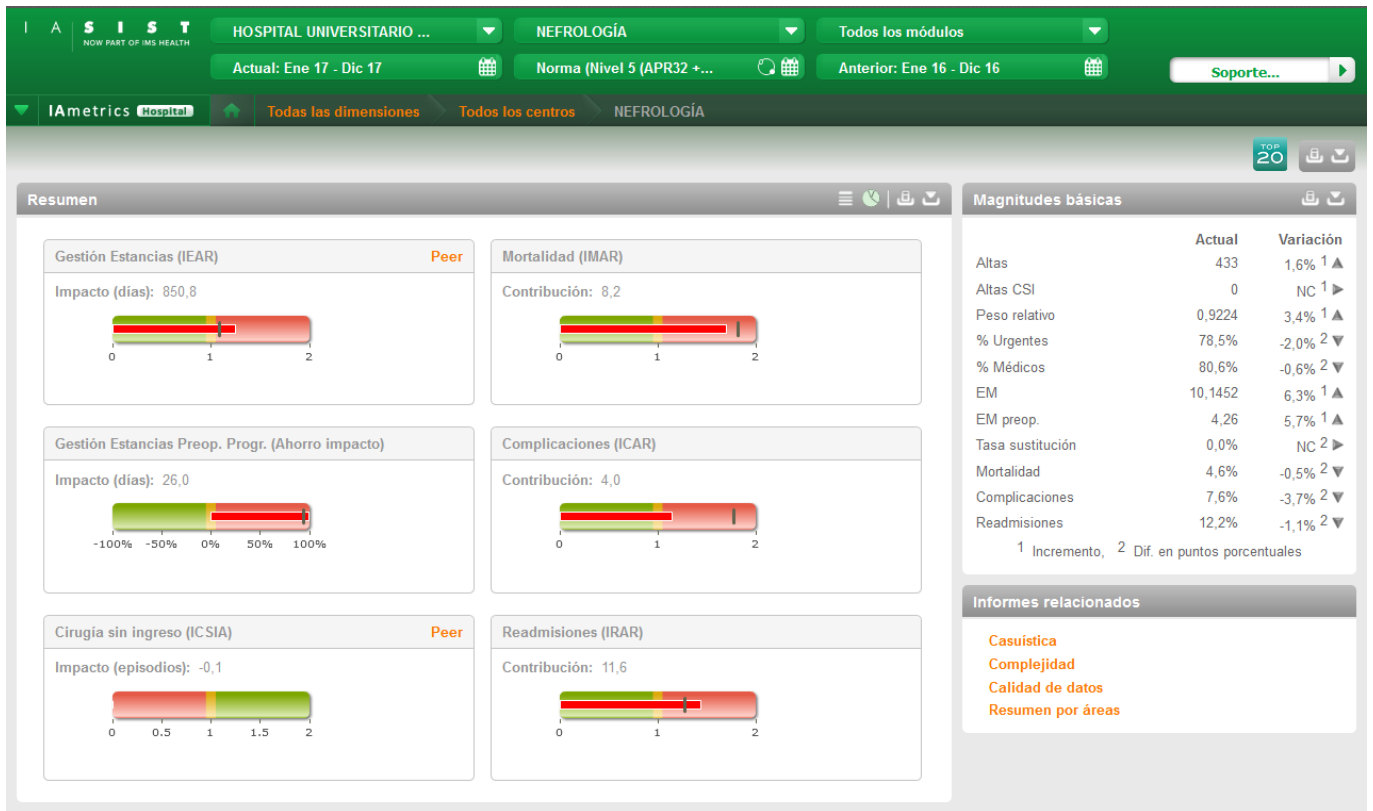 I A S I S T
NOW PART OF IMS HEALTH
HOSPITAL UNIVERSITARIO ...
NEFROLOGÍA
Todos los módulos
Actual: Ene 17 - Dic 17
Norma (Nivel 5 (APR32 +...
Anterior: Ene 16 - Dic 16
Soporte...
IAmetrics Hospital
Todas las dimensiones
Todos los centros
NEFROLOGÍA
TOP 20
Resumen
Gestión Estancias (IEAR) Peer
Impacto (días): 850,8
0 1 2
Mortalidad (IMAR)
Contribución: 8,2
0 1 2
Gestión Estancias Preop. Progr. (Ahorro impacto)
Impacto (días): 26,0
-100% -50% 0% 50% 100%
Complicaciones (ICAR)
Contribución: 4,0
0 1 2
Cirugía sin ingreso (ICSIA) Peer
Impacto (episodios): -0,1
0 0.5 1 1.5 2
Readmisiones (IRAR)
Contribución: 11,6
0 1 2
Magnitudes básicas
Actual Variación
Altas 433 1,6% 1
Altas CSI 0 NC 1
Peso relativo 0,9224 3,4% 1
% Urgentes 78,5% -2,0% 2
% Médicos 80,6% -0,6% 2
EM 10,1452 6,3% 1
EM preop. 4,26 5,7% 1
Tasa sustitución 0,0% NC 2
Mortalidad 4,6% -0,5% 2
Complicaciones 7,6% -3,7% 2
Readmisiones 12,2% -1,1% 2
1 Incremento, 2 Dif. en puntos porcentuales
Informes relacionados
Casuística
Complejidad
Calidad de datos
Resumen por áreas